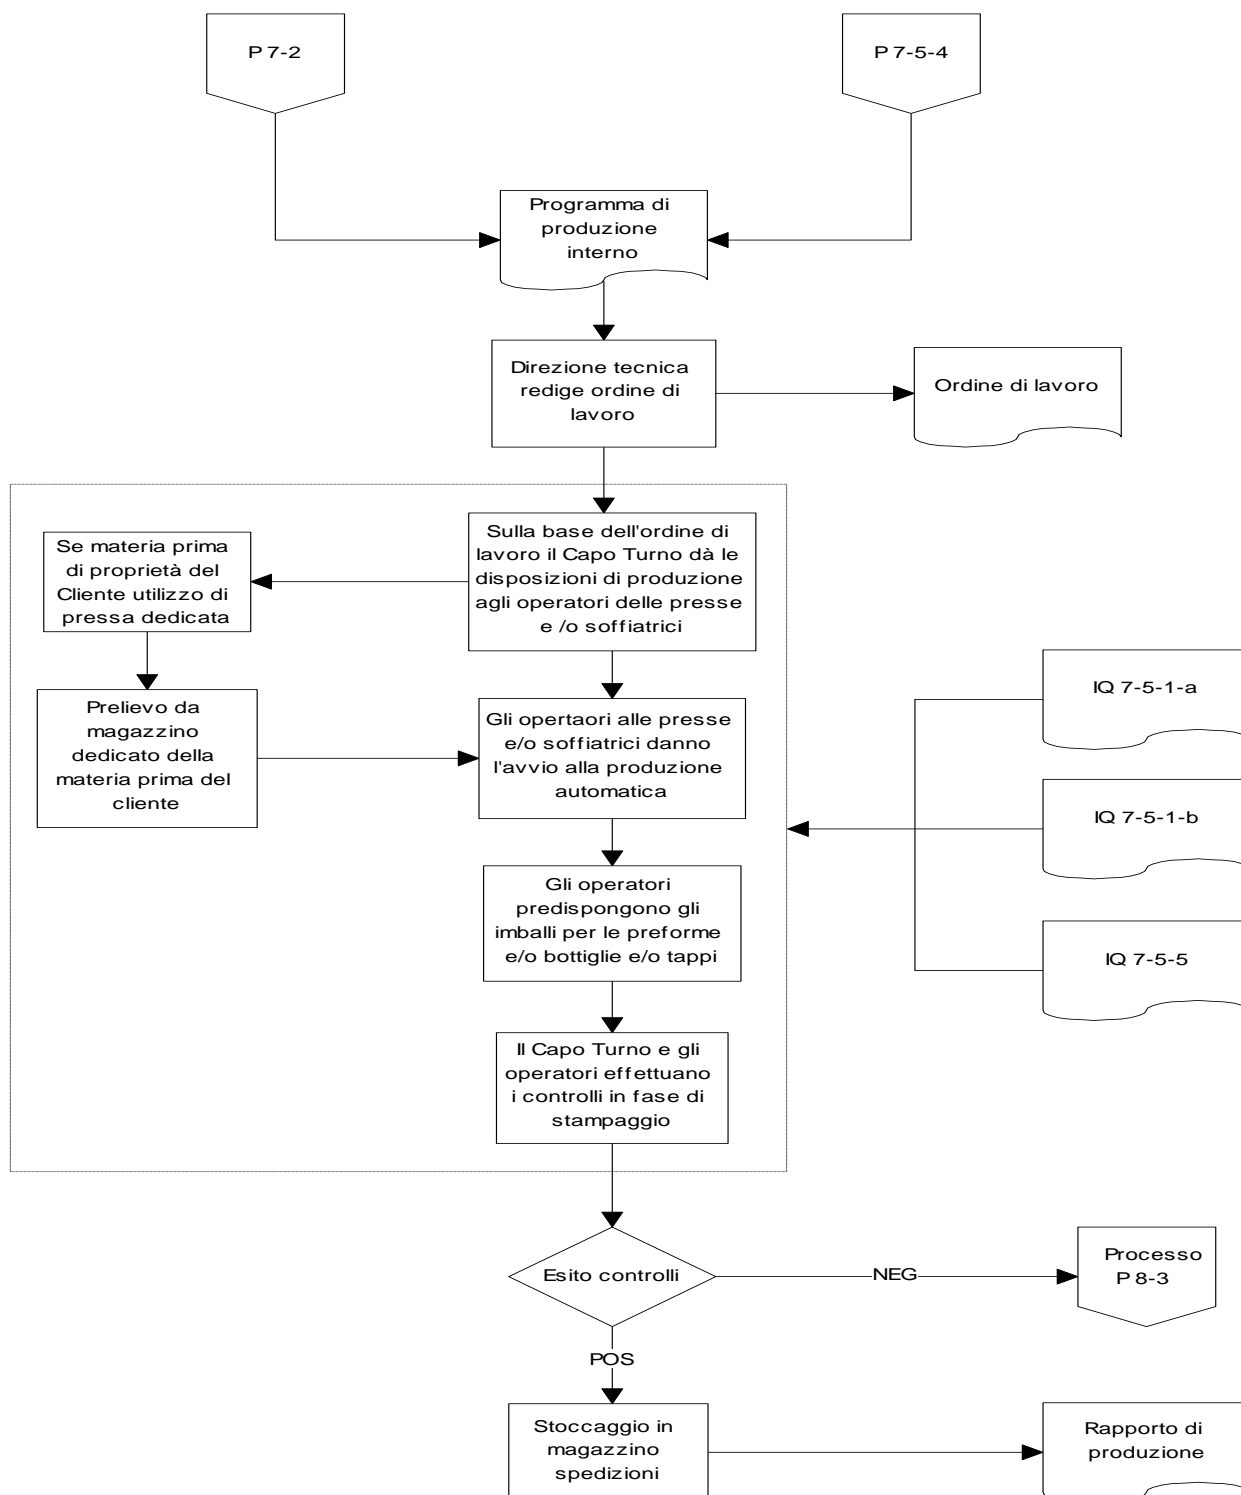 P 7-2
P 7-5-4
Programma di
produzione
interno
Direzione tecnica
redige ordine di
lavoro
Ordine di lavoro
Se materia prima
di proprietà del
Cliente utilizzo di
pressa dedicata
Sulla base dell'ordine di
lavoro il Capo Turno dà le
disposizioni di produzione
agli operatori delle presse
e /o soffiatrici
Prelievo da
magazzino
dedicato della
materia prima del
cliente
Gli opertaori alle presse
e/o soffiatrici danno
l'avvio alla produzione
automatica
IQ 7-5-1-a
IQ 7-5-1-b
IQ 7-5-5
Gli operatori
predispongono gli
imballi per le preforme
e/o bottiglie e/o tappi
Il Capo Turno e gli
operatori effettuano
i controlli in fase di
stampaggio
Esito controlli
NEG
Processo
P 8-3
POS
Stoccaggio in
magazzino
spedizioni
Rapporto di
produzione